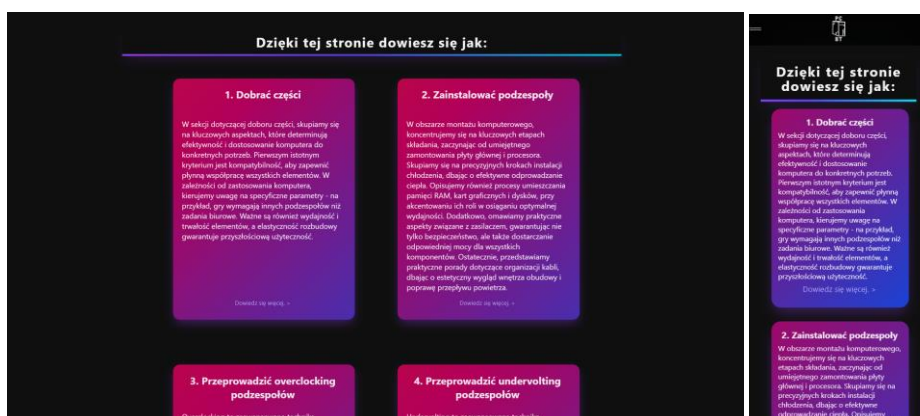 Dzięki tej stronie dowiesz się jak:
1. Dobrać części
W sekcji dotyczącej doboru części, skupiamy się
na kluczowych aspektach, które determinują
efektywność i dostosowanie komputera do
konkretnych potrzeb. Pierwszym istotnym
kryterium jest kompatybilność, aby zapewnić
płynną współpracę wszystkich elementów. W
zależności od zastosowania komputera,
kierujemy uwagę na specyficzne parametry - na
przykład, gry wymagają innych podzespołów niż
zadania biurowe. Ważne są również wydajność i
trwałość elementów, a elastyczność rozbudowy
gwarantuje przyszłościową użyteczność.
Dowiedz się więcej. »
2. Zainstalować podzespoły
W obszarze montażu komputerowego,
koncentrujemy się na kluczowych etapach
składania, zaczynając od umiejętnego
zamontowania płyty głównej i procesora.
Skupiamy się na precyzyjnych krokach instalacji
chłodzenia, dbając o efektywne odprowadzanie
ciepła. Opisujemy również procesy umieszczania
pamięci RAM, kart graficznych i dysków, przy
akcentowaniu ich roli w osiąganiu optymalnej
wydajności. Dodatkowo, omawiamy praktyczne
aspekty związane z zasilaczem, gwarantując nie
tylko bezpieczeństwo, ale także dostarczanie
odpowiedniej mocy dla wszystkich
komponentów. Ostatecznie, przedstawiamy
praktyczne porady dotyczące organizacji kabli,
dbając o estetyczny wygląd wnętrza obudowy i
poprawę przepływu powietrza.
Dowiedz się więcej. »
3. Przeprowadzić overclocking
podzespołów
4. Przeprowadzić undervolting
podzespołów
PC
BT
Dzięki tej stronie
dowiesz się jak:
1. Dobrać części
W sekcji dotyczącej doboru części,
skupiamy się na kluczowych
aspektach, które determinują
efektywność i dostosowanie
komputera do konkretnych potrzeb.
Pierwszym istotnym kryterium jest
kompatybilność, aby zapewnić płynną
współpracę wszystkich elementów. W
zależności od zastosowania
komputera, kierujemy uwagę na
specyficzne parametry - na przykład,
gry wymagają innych podzespołów niż
zadania biurowe. Ważne są również
wydajność i trwałość elementów, a
elastyczność rozbudowy gwarantuje
przyszłościową użyteczność.
Dowiedz się więcej. »
2. Zainstalować podzespoły
W obszarze montażu komputerowego,
koncentrujemy się na kluczowych
etapach składania, zaczynając od
umiejętnego zamontowania płyty
głównej i procesora. Skupiamy się na
precyzyjnych krokach instalacji
chłodzenia, dbając o efektywne
odprowadzanie ciepła. Opisujemy